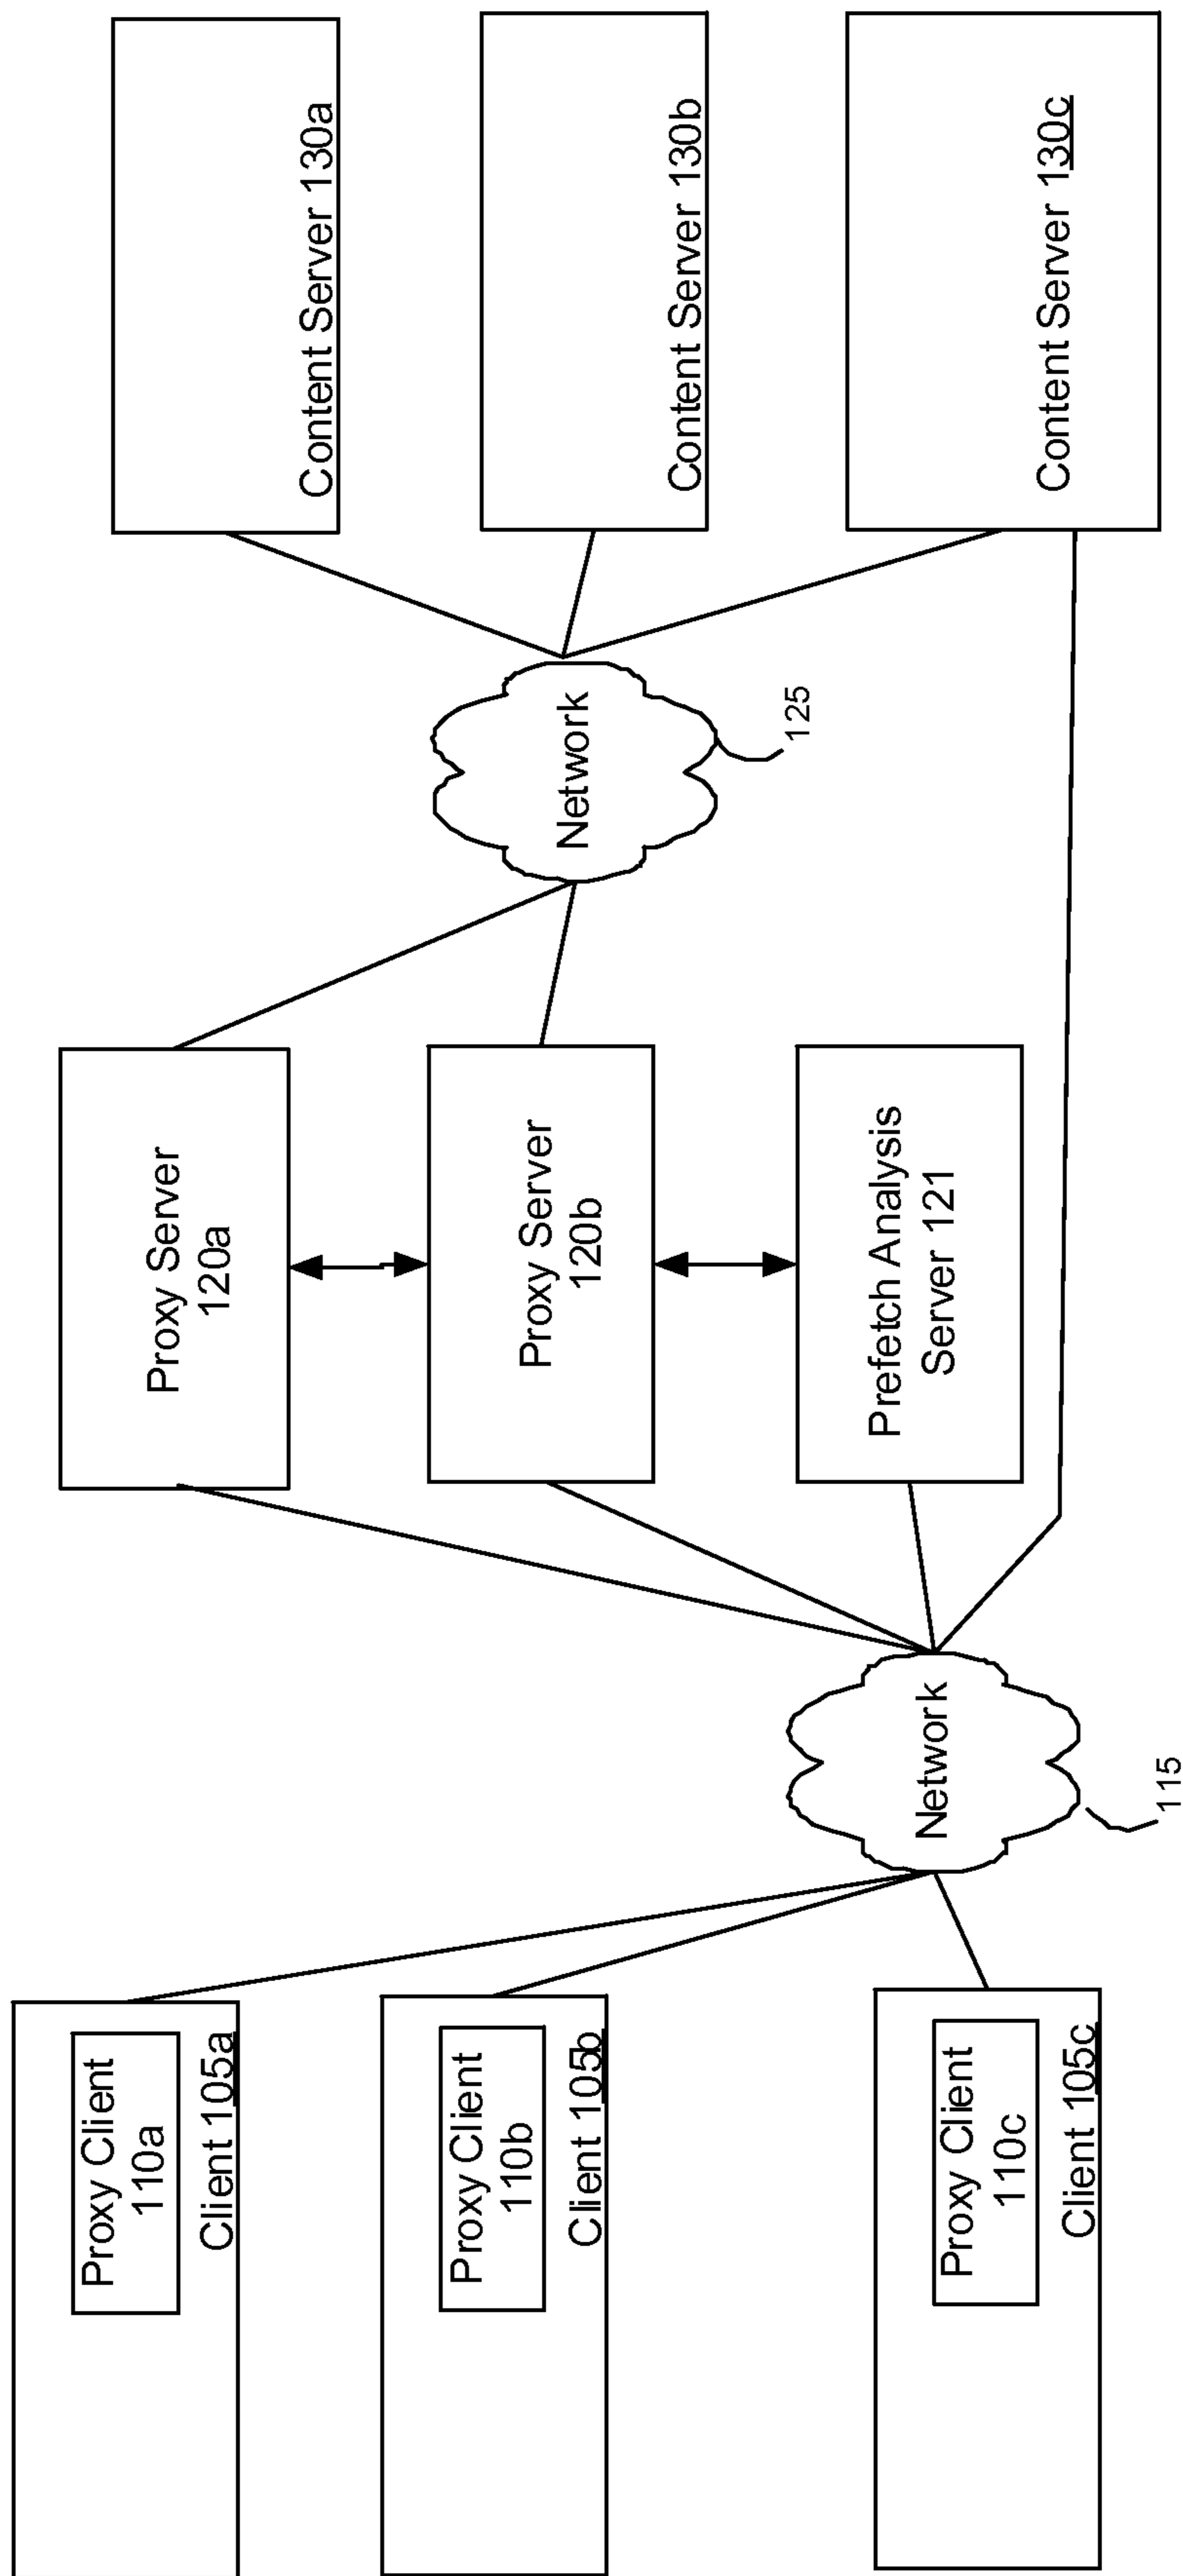 Proxy Client
110a
Client 105a
Proxy Client
110b
Client 105b
Proxy Client
110c
Client 105c
Network
115
Proxy Server
120a
Proxy Server
120b
Prefetch Analysis
Server 121
Network
125
Content Server 130a
Content Server 130b
Content Server 130c